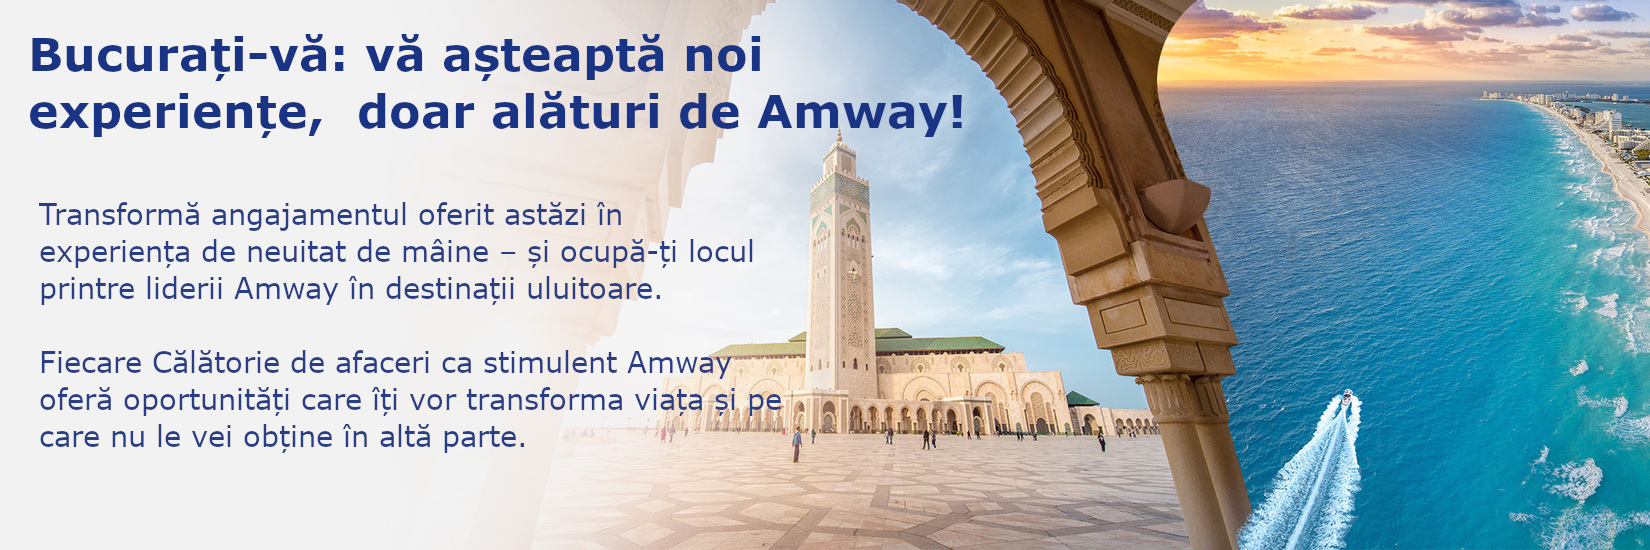 Bucurați-vă: vă așteaptă noi
experiențe, doar alături de Amway!
Transformă angajamentul oferit astăzi în
experiența de neuitat de mâine – și ocupă-ți locul
printre liderii Amway în destinații uluitoare.
Fiecare Călătorie de afaceri ca stimulent Amway
oferă oportunități care îți vor transforma viața și pe
care nu le vei obține în altă parte.